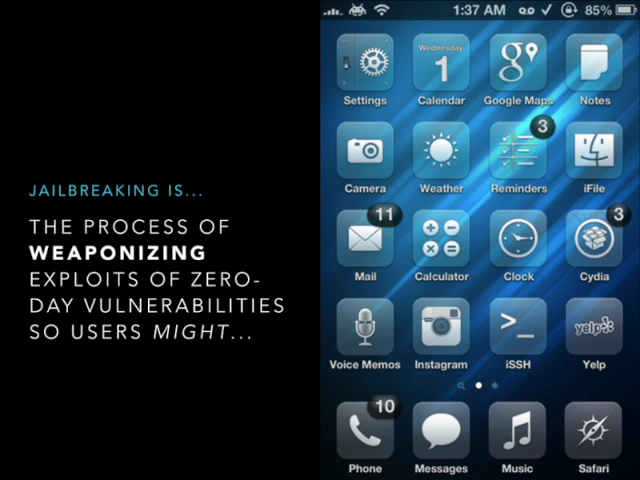 JAILBREAKING IS...
THE PROCESS OF
WEAPONIZING
EXPLOITS OF ZERO-
DAY VULNERABILITIES
SO USERS MIGHT...
1:37 AM 85%
Wednesday
1
g
Settings Calendar Google Maps Notes
3
Camera Weather Reminders iFile
11 3
Mail Calculator Clock Cydia
>_ yelp
Voice Memos Instagram iSSH Yelp
10
Phone Messages Music Safari